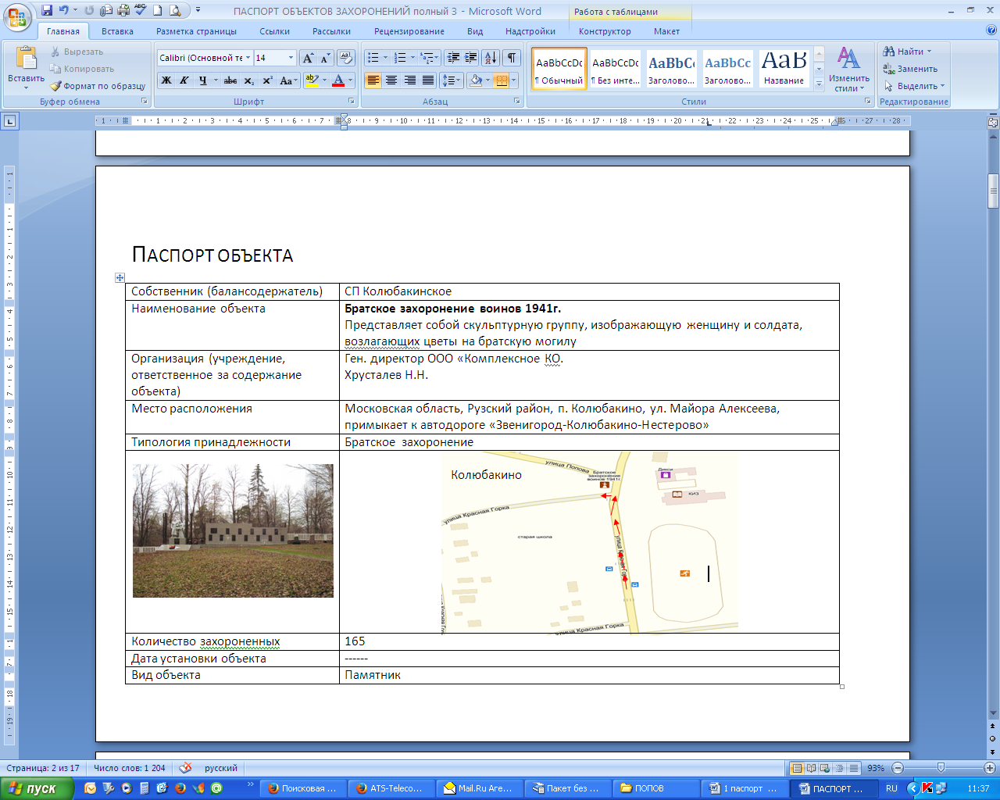 ПАСПОРТ ОБЪЕКТОВ ЗАХОРОНЕНИЙ полный 3 - Microsoft Word
Работа с таблицами
Главная Вставка Разметка страницы Ссылки Рассылки Рецензирование Вид Надстройки Конструктор Макет
Вставить
Вырезать
Копировать
Формат по образцу
Буфер обмена
Calibri (Основной те 14
Ж К Ч abc x₂ x² Aa
Шрифт
Абзац
AaBbCcDc AaBbCcDc AaBbC AaBbCc AaB
¶ Обычный ¶ Без инте... Заголово... Заголово... Название
Изменить стили
Стили
Найти
Заменить
Выделить
Редактирование
ПАСПОРТ ОБЪЕКТА
Собственник (балансодержатель) СП Колюбакинское
Наименование объекта Братское захоронение воинов 1941г.
Представляет собой скульптурную группу, изображающую женщину и солдата,
возлагающих цветы на братскую могилу
Организация (учреждение,
ответственное за содержание
объекта)
Ген. директор ООО «Комплексное КО.
Хрусталев Н.Н.
Место расположения Московская область, Рузский район, п. Колюбакино, ул. Майора Алексеева,
примыкает к автодороге «Звенигород-Колюбакино-Нестерово»
Типология принадлежности Братское захоронение
Колюбакино
улица Попова
Братское
захоронение
воинов 1941г
Дикси
КИЗ
улица Красная Горка
старая школа
улица Красная Горка
Количество захороненных 165
Дата установки объекта ------
Вид объекта Памятник
Страница: 2 из 17 Число слов: 1 204 русский 93%
пуск Поисковая ... ATS-Teleco... Mail.Ru Аге... Пакет без ... ПОПОВ 1 паспорт ... ПАСПОРТ ... RU 11:37